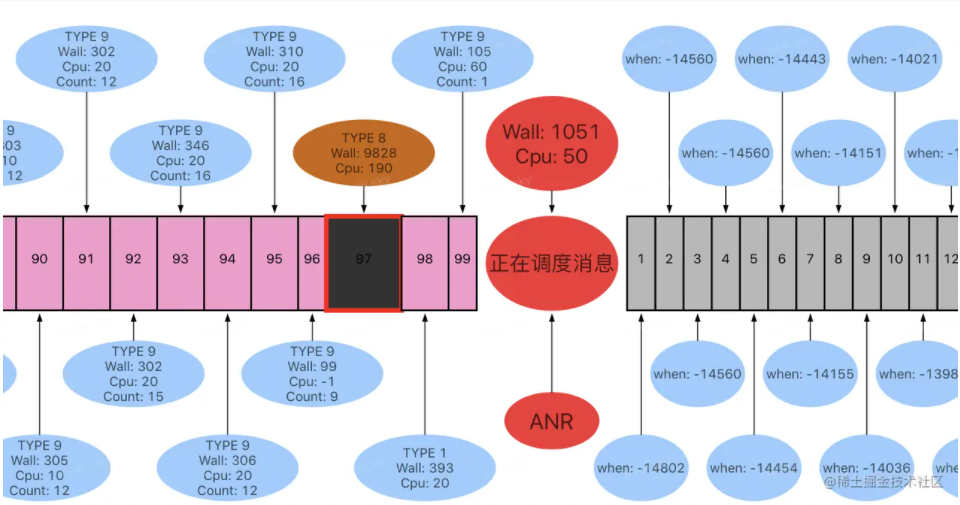 TYPE 9
Wall: 302
Cpu: 20
Count: 12
TYPE 9
Wall: 310
Cpu: 20
Count: 16
TYPE 9
Wall: 105
Cpu: 60
Count: 1
when: -14560
when: -14443
when: -14021
9
10
12
TYPE 9
Wall: 346
Cpu: 20
Count: 16
TYPE 8
Wall: 9828
Cpu: 190
Wall: 1051
Cpu: 50
when: -14560
when: -14151
when: -1
90
91
92
93
94
95
96
97
98
99
正在调度消息
1
2
3
4
5
6
7
8
9
10
11
12
TYPE 9
Wall: 302
Cpu: 20
Count: 15
TYPE 9
Wall: 99
Cpu: -1
Count: 9
ANR
when: -14560
when: -14155
when: -1398
TYPE 9
Wall: 305
Cpu: 10
Count: 12
TYPE 9
Wall: 306
Cpu: 20
Count: 12
TYPE 1
Wall: 393
Cpu: 20
when: -14802
when: -14454
when: -14036
@稀土掘金技术社区